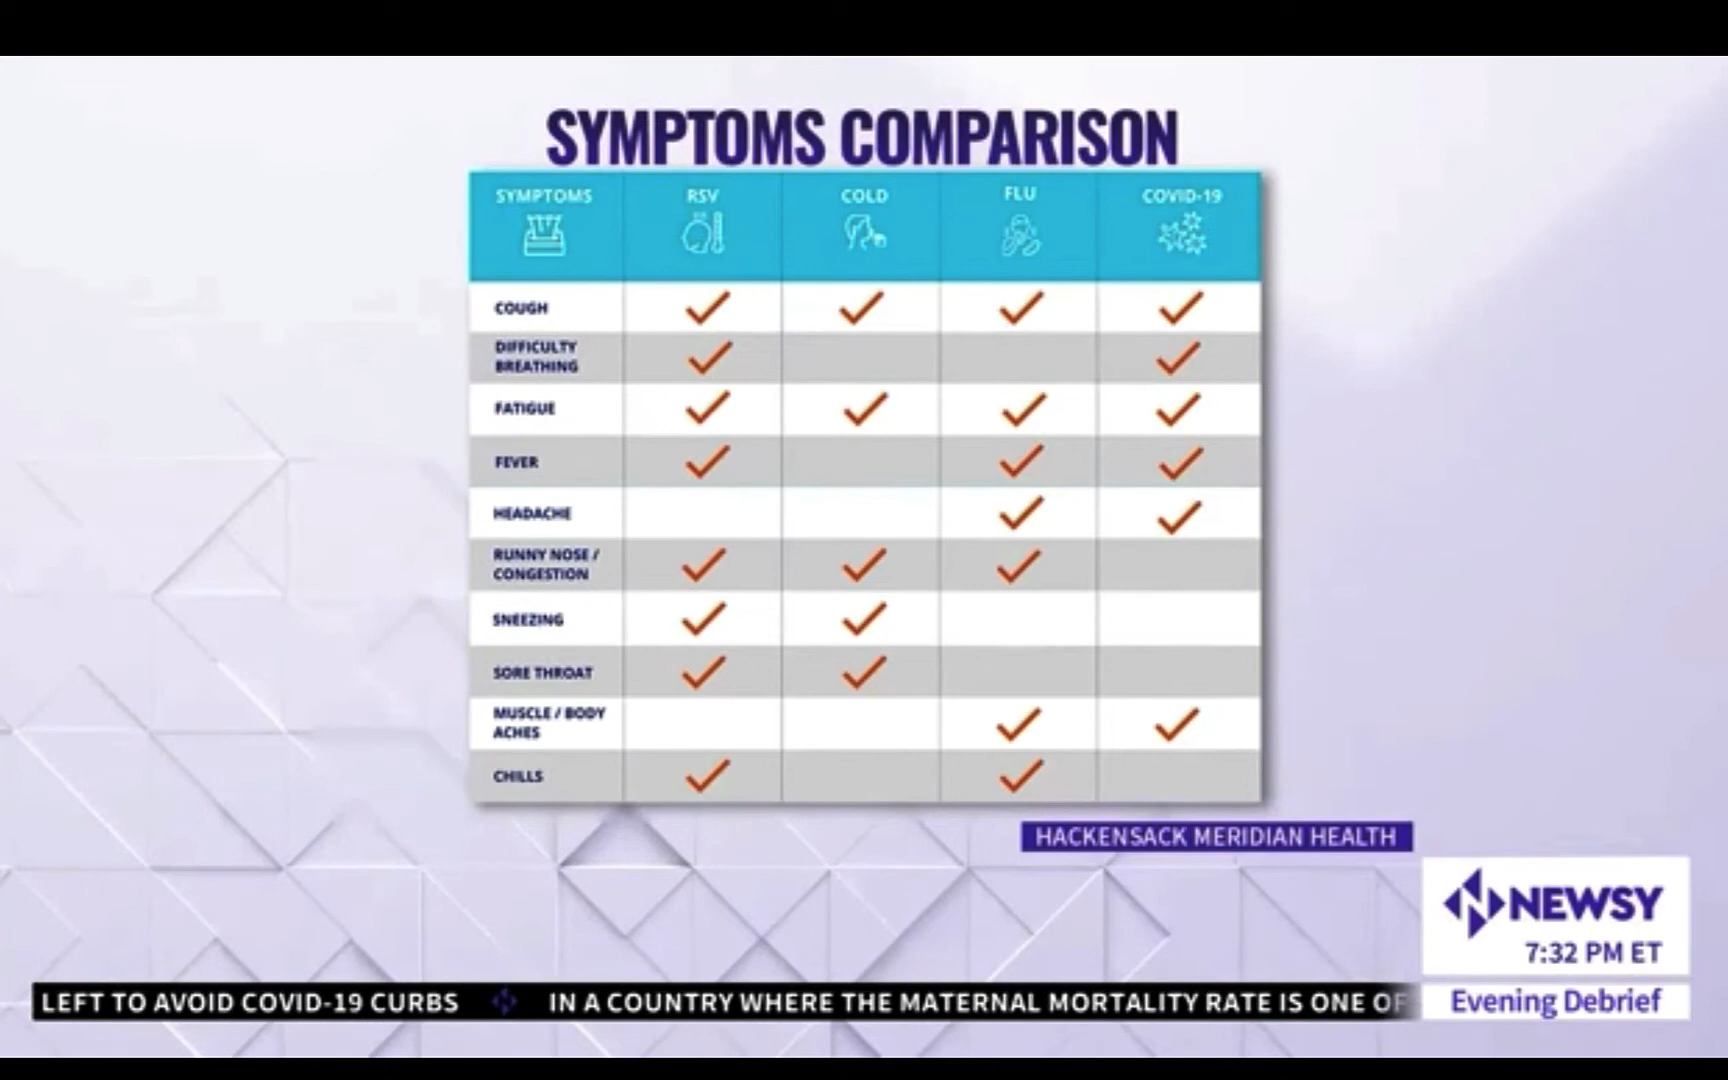 SYMPTOMS COMPARISON
SYMPTOMS RSV COLD FLU COVID-19
COUGH
DIFFICULTY
BREATHING
FATIGUE
FEVER
HEADACHE
RUNNY NOSE /
CONGESTION
SNEEZING
SORE THROAT
MUSCLE / BODY
ACHES
CHILLS
HACKENSACK MERIDIAN HEALTH
NEWSY
7:32 PM ET
Evening Debrief
LEFT TO AVOID COVID-19 CURBS IN A COUNTRY WHERE THE MATERNAL MORTALITY RATE IS ONE OF